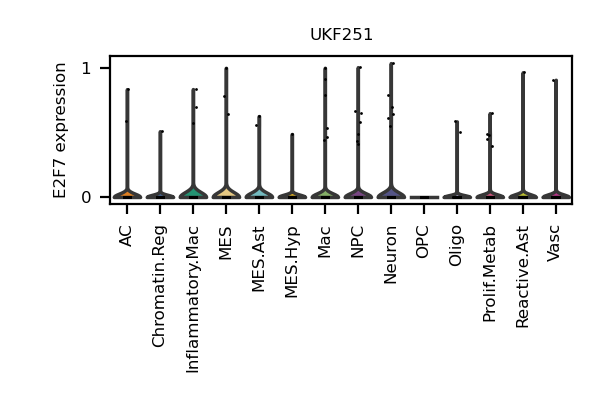 UKF251
E2F7 expression
1
0
AC
Chromatin.Reg
Inflammatory.Mac
MES
MES.Ast
MES.Hyp
Mac
NPC
Neuron
OPC
Oligo
Prolif.Metab
Reactive.Ast
Vasc